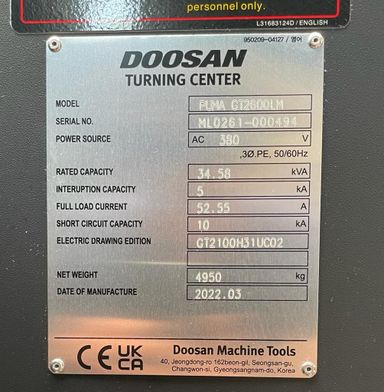 personnel only.
L31683124D / ENGLISH
950209-04127 / 영어
DOOSAN
TURNING CENTER
MODEL PUMA GT2600LM
SERIAL NO. ML0261-000494
POWER SOURCE AC 380 V
,3Ø.PE, 50/60Hz
RATED CAPACITY 34.58 kVA
INTERUPTION CAPACITY 5 kA
FULL LOAD CURRENT 52.55 A
SHORT CIRCUIT CAPACITY 10 kA
ELECTRIC DRAWING EDITION GT2100H31UC02
NET WEIGHT 4950 kg
DATE OF MANUFACTURE 2022.03
CE UK CA
Doosan Machine Tools
40, Jeongdong-ro 162beon-gil, Seongsan-gu,
Changwon-si, Gyeongsangnam-do, Korea